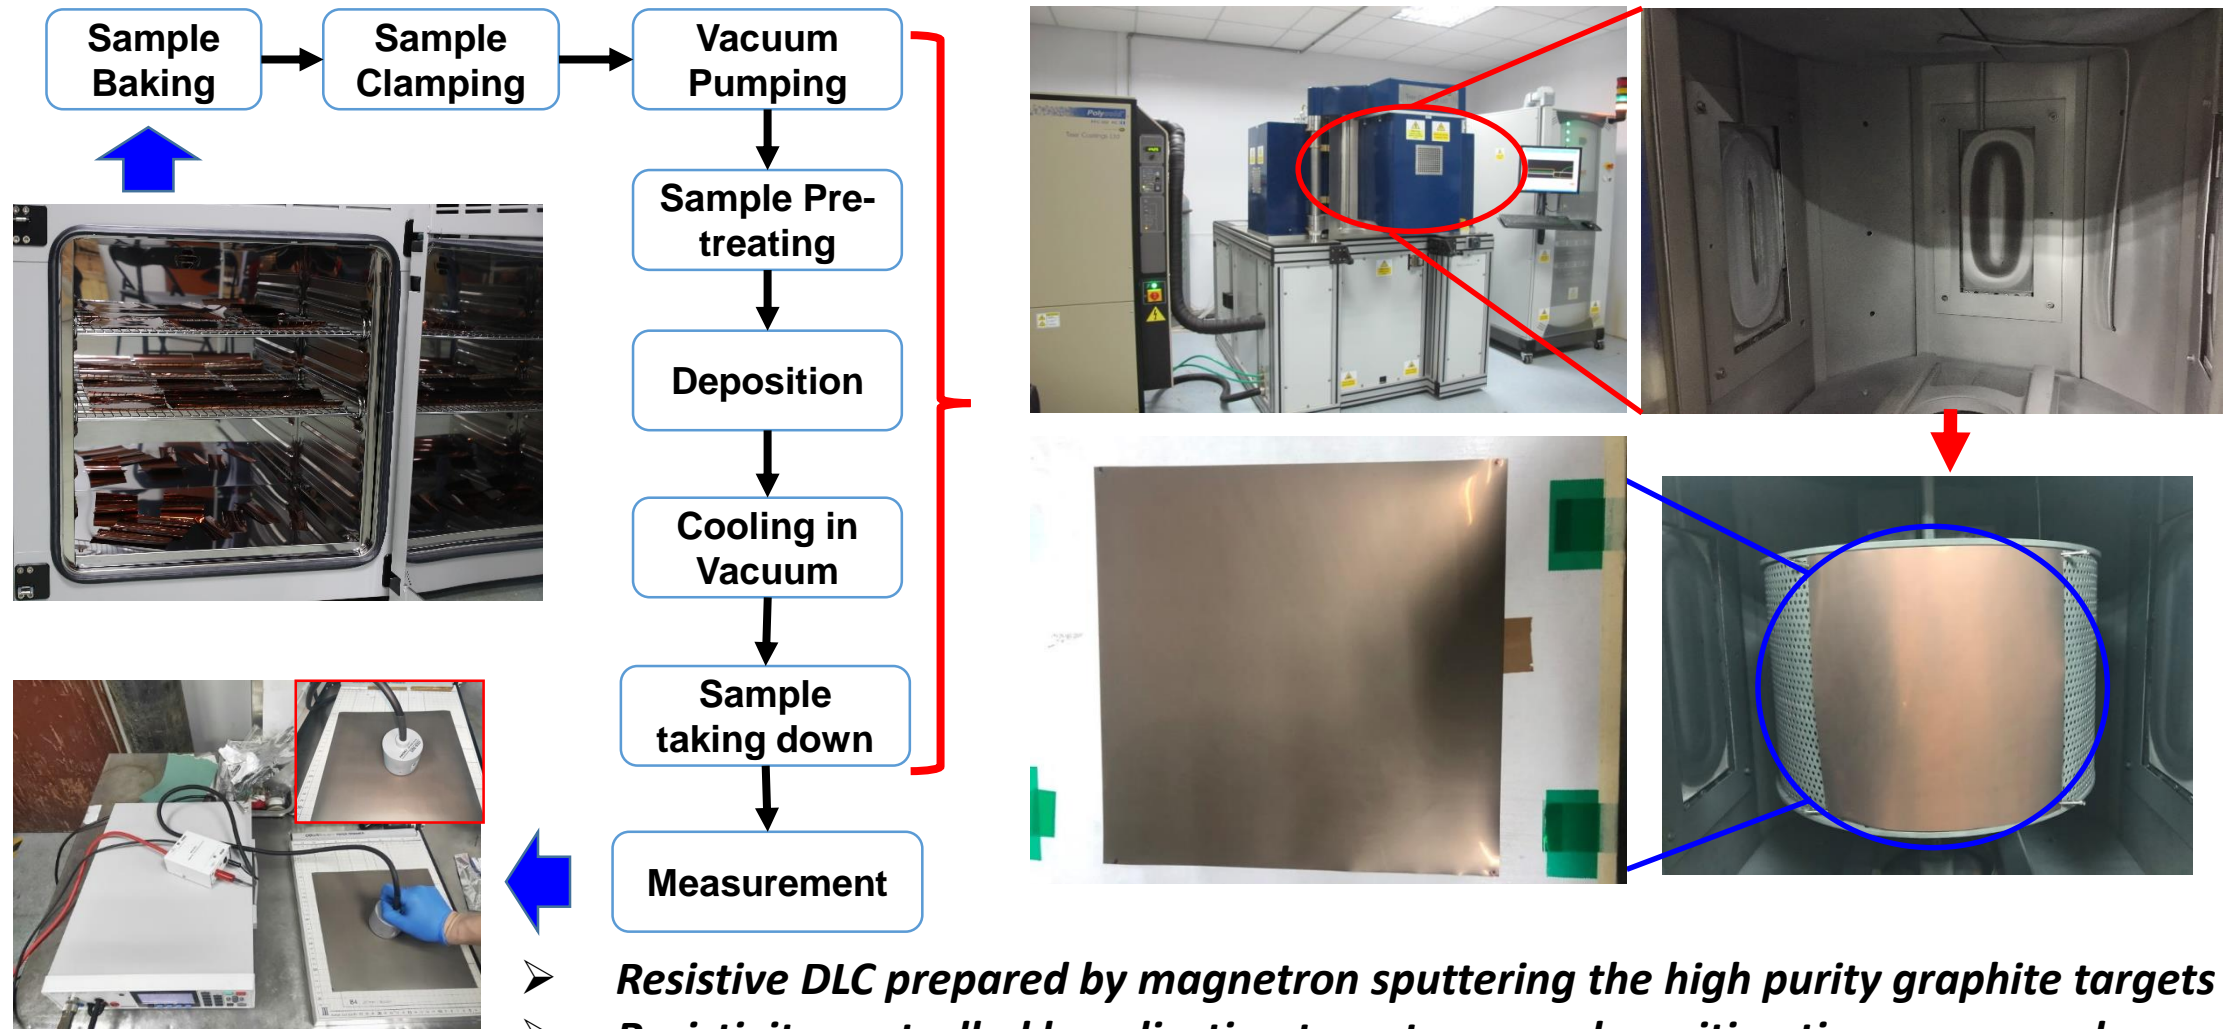 Sample
Baking
Sample
Clamping
Vacuum
Pumping
Sample Pre-
treating
Deposition
Cooling in
Vacuum
Sample
taking down
Measurement
➢ Resistive DLC prepared by magnetron sputtering the high purity graphite targets